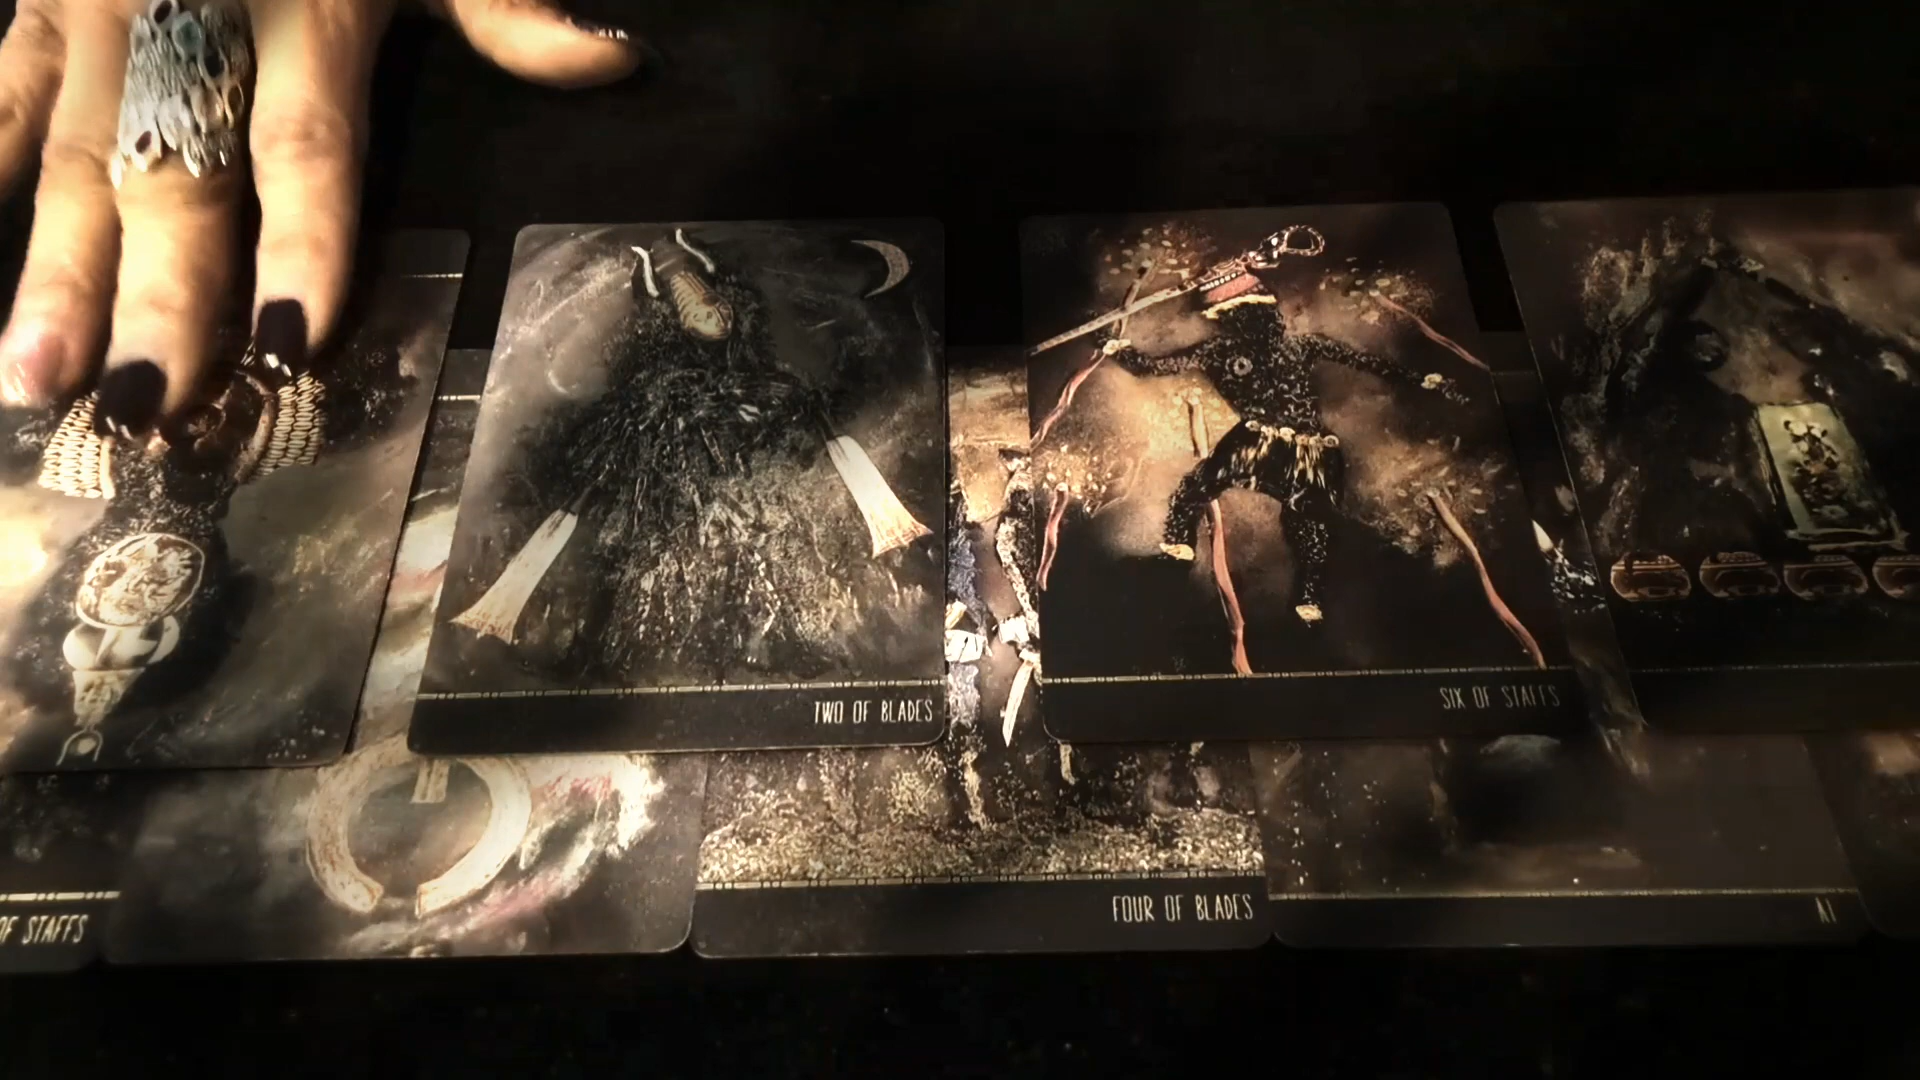 TWO OF BLADES
SIX OF STAFFS
OF STAFFS
FOUR OF BLADES